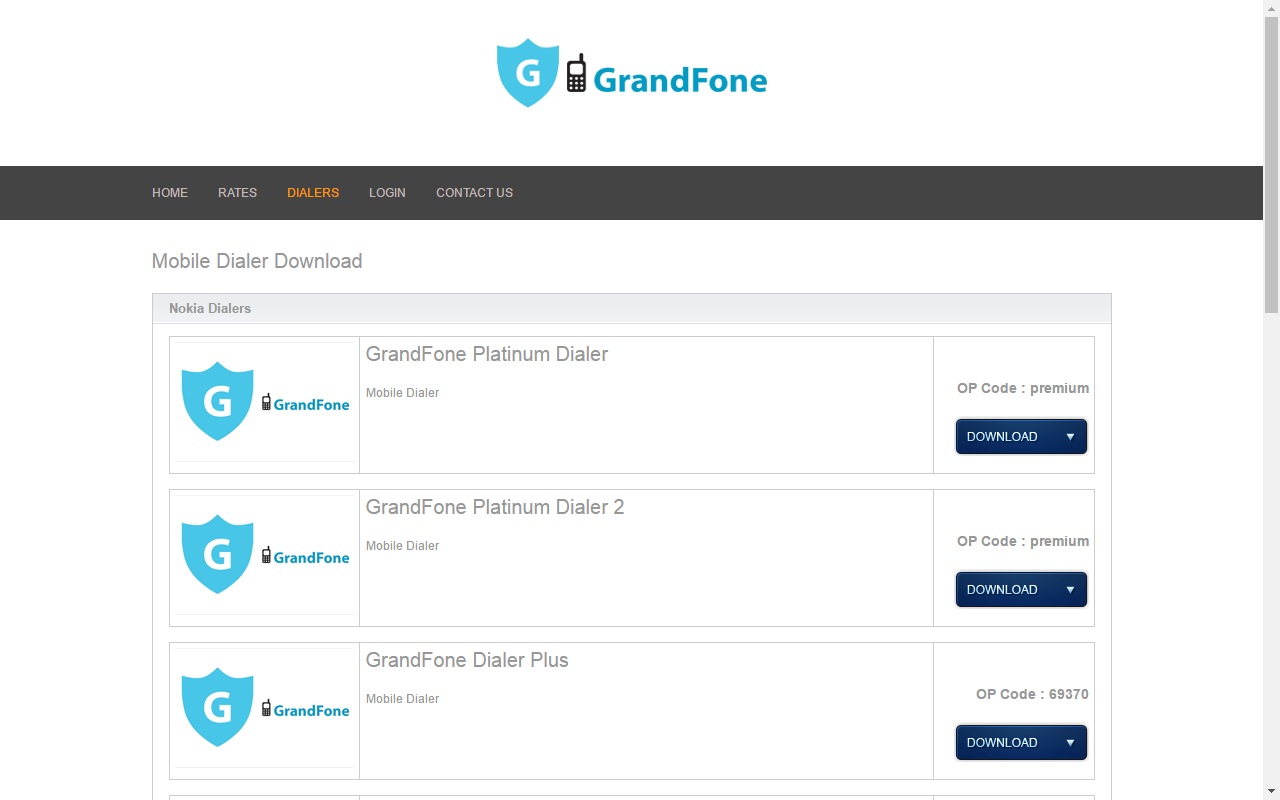 G GrandFone
HOME RATES DIALERS LOGIN CONTACT US
Mobile Dialer Download
Nokia Dialers
G GrandFone
GrandFone Platinum Dialer
Mobile Dialer
OP Code : premium
DOWNLOAD
G GrandFone
GrandFone Platinum Dialer 2
Mobile Dialer
OP Code : premium
DOWNLOAD
G GrandFone
GrandFone Dialer Plus
Mobile Dialer
OP Code : 69370
DOWNLOAD